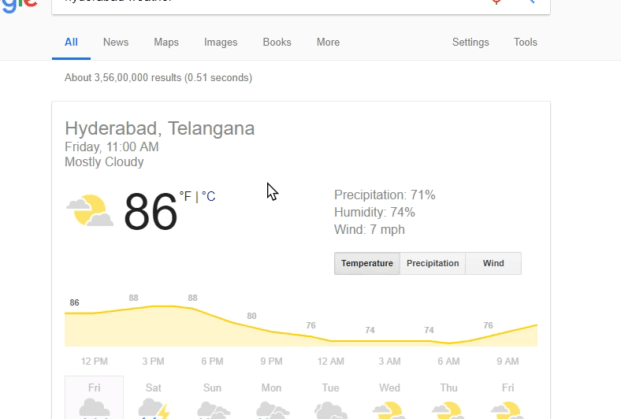 All News Maps Images Books More Settings Tools
About 3,56,00,000 results (0.51 seconds)
Hyderabad, Telangana
Friday, 11:00 AM
Mostly Cloudy
86 °F | °C
Precipitation: 71%
Humidity: 74%
Wind: 7 mph
Temperature Precipitation Wind
86 88 88 80 76 74 74 76
12 PM 3 PM 6 PM 9 PM 12 AM 3 AM 6 AM 9 AM
Fri Sat Sun Mon Tue Wed Thu Fri